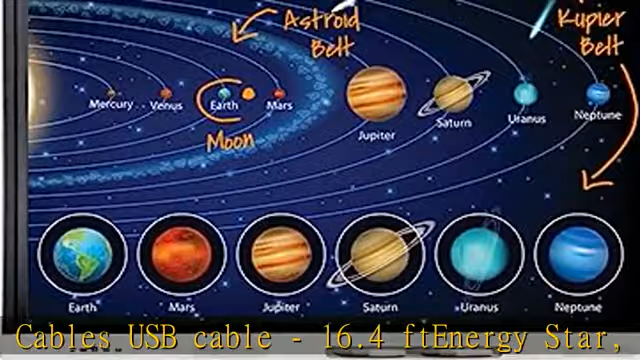 Astroid
Belt
Kupier
Belt
Mercury Venus Earth Mars
Jupiter Saturn Uranus Neptune
Moon
Earth Mars Jupiter Saturn Uranus Neptune
Cables USB cable - 16.4 ftEnergy Star,